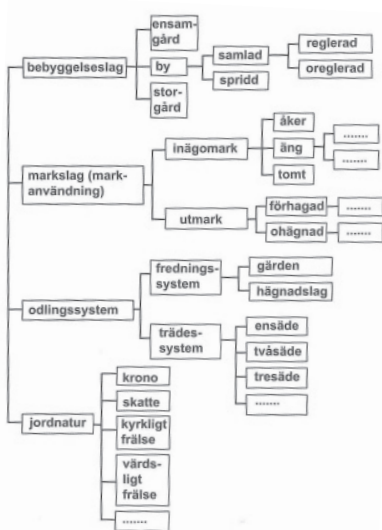 bebyggelseslag
ensam-
gård
by
samlad
reglerad
oreglerad
spridd
stor-
gård
markslag (mark-
användning)
inägomark
åker
äng
.......
.......
tomt
utmark
förhagad
.......
ohägnad
.......
odlingssystem
frednings-
system
gärden
hägnadslag
trädes-
system
ensäde
tvåsäde
tresäde
.......
jordnatur
krono
skatte
kyrkligt
frälse
värds-
ligt
frälse
.......